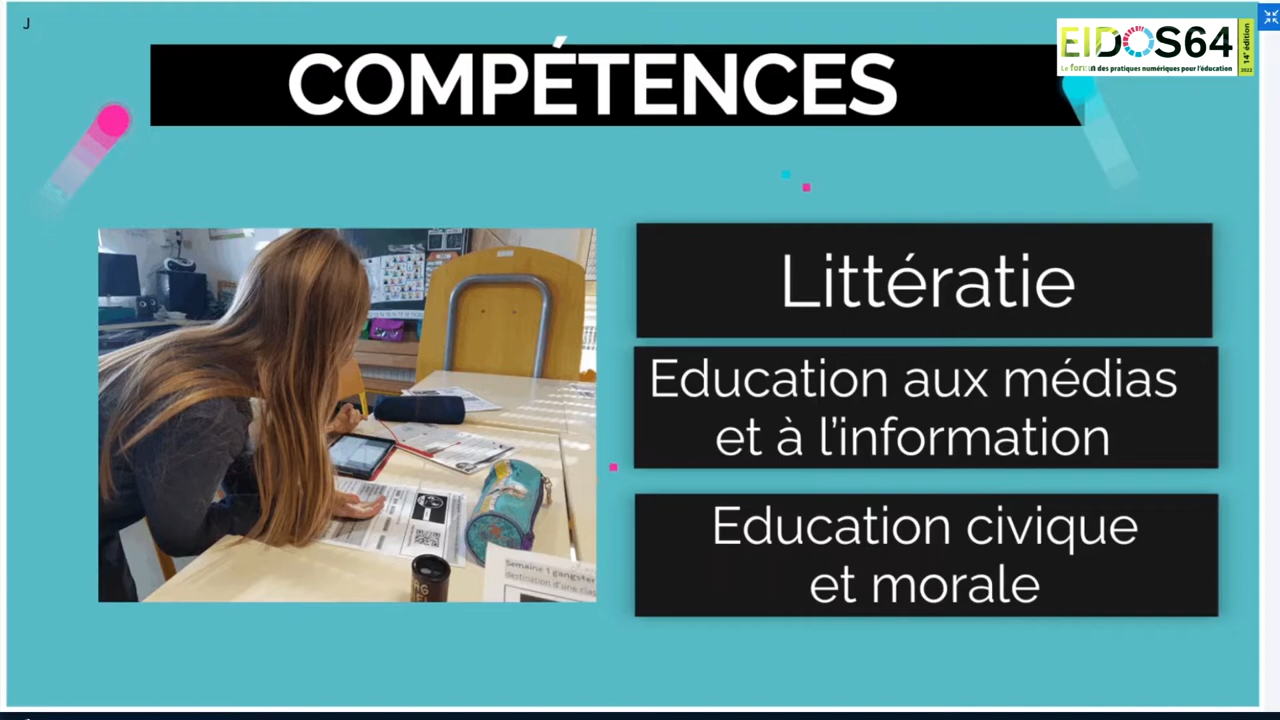 J
COMPÉTENCES
EIDOS64
Le forum des pratiques numériques pour l'éducation
14e édition
2022
Littératie
Education aux médias
et à l'information
Education civique
et morale
Semaine 1 gangster
destination d'une clas